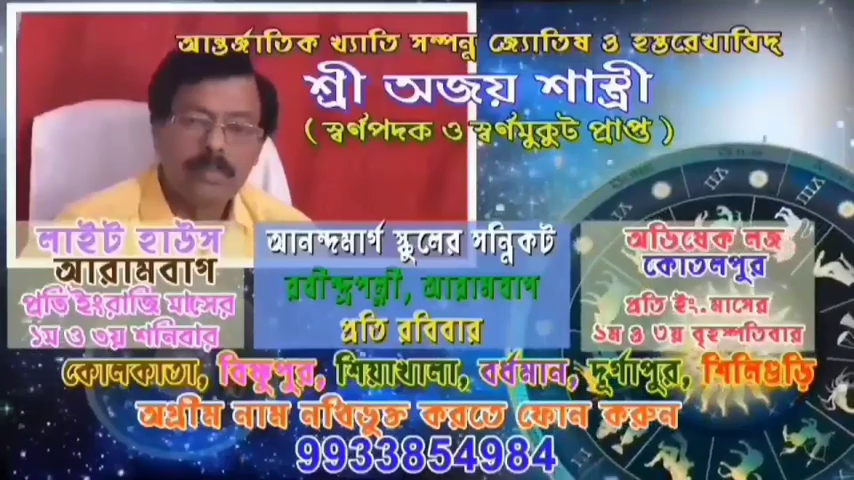 আন্তর্জাতিক খ্যাতি সম্পন্ন জ্যোতিষ ও হস্তরেখাবিদ্
শ্রী অজয় শাস্ত্রী
( স্বর্ণপদক ও স্বর্ণমুকুট প্রাপ্ত )
লাইট হাউস
আরামবাগ
প্রতি ইংরাজি মাসের
১ম ও ৩য় শনিবার
আনন্দমার্গ স্কুলের সন্নিকট
রবীন্দ্রপল্লী, আরামবাগ
প্রতি রবিবার
অভিষেক লজ
কোতলপুর
প্রতি ইং.মাসের
১ম ও ৩য় বৃহস্পতিবার
কোলকাতা, বিষ্ণুপুর, শিয়াখালা, বর্ধমান, দুর্গাপুর, শিলিগুড়ি
অগ্রীম নাম নথিভুক্ত করতে ফোন করুন
9933854984